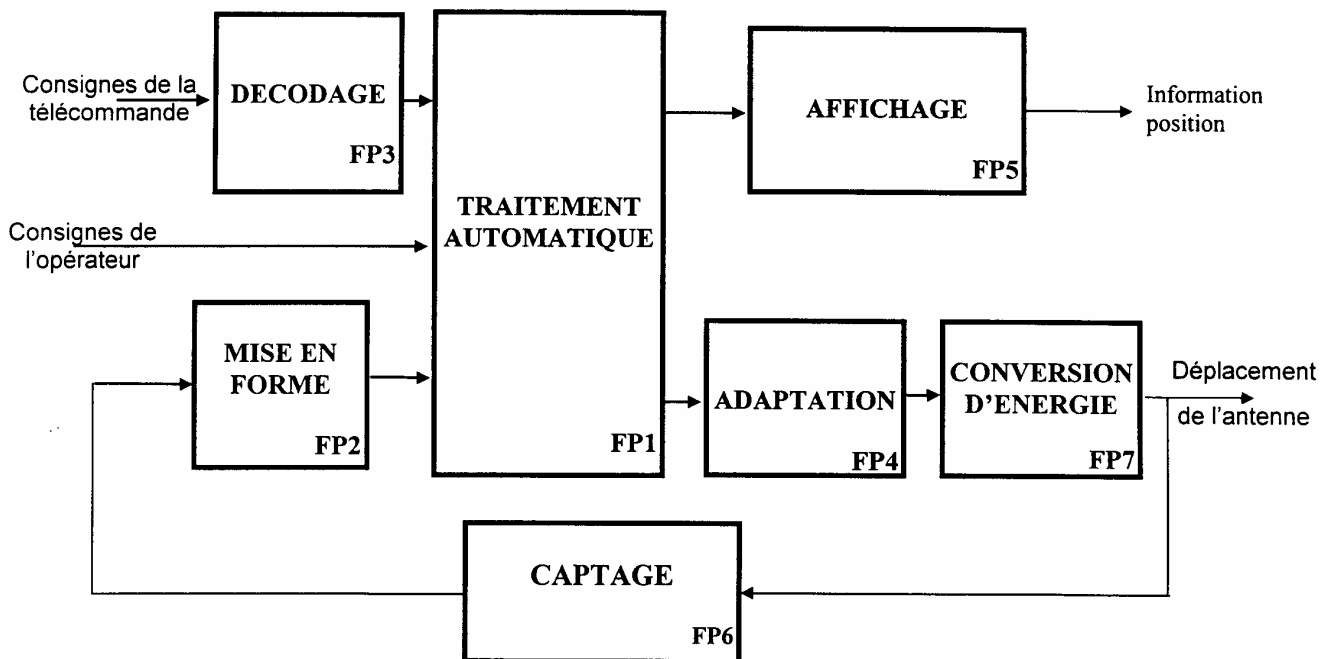 Consignes de la
télécommande
DECODAGE
FP3
Consignes de
l'opérateur
MISE EN
FORME
FP2
TRAITEMENT
AUTOMATIQUE
FP1
AFFICHAGE
FP5
Information
position
ADAPTATION
FP4
CONVERSION
D'ENERGIE
FP7
Déplacement
de l'antenne
CAPTAGE
FP6